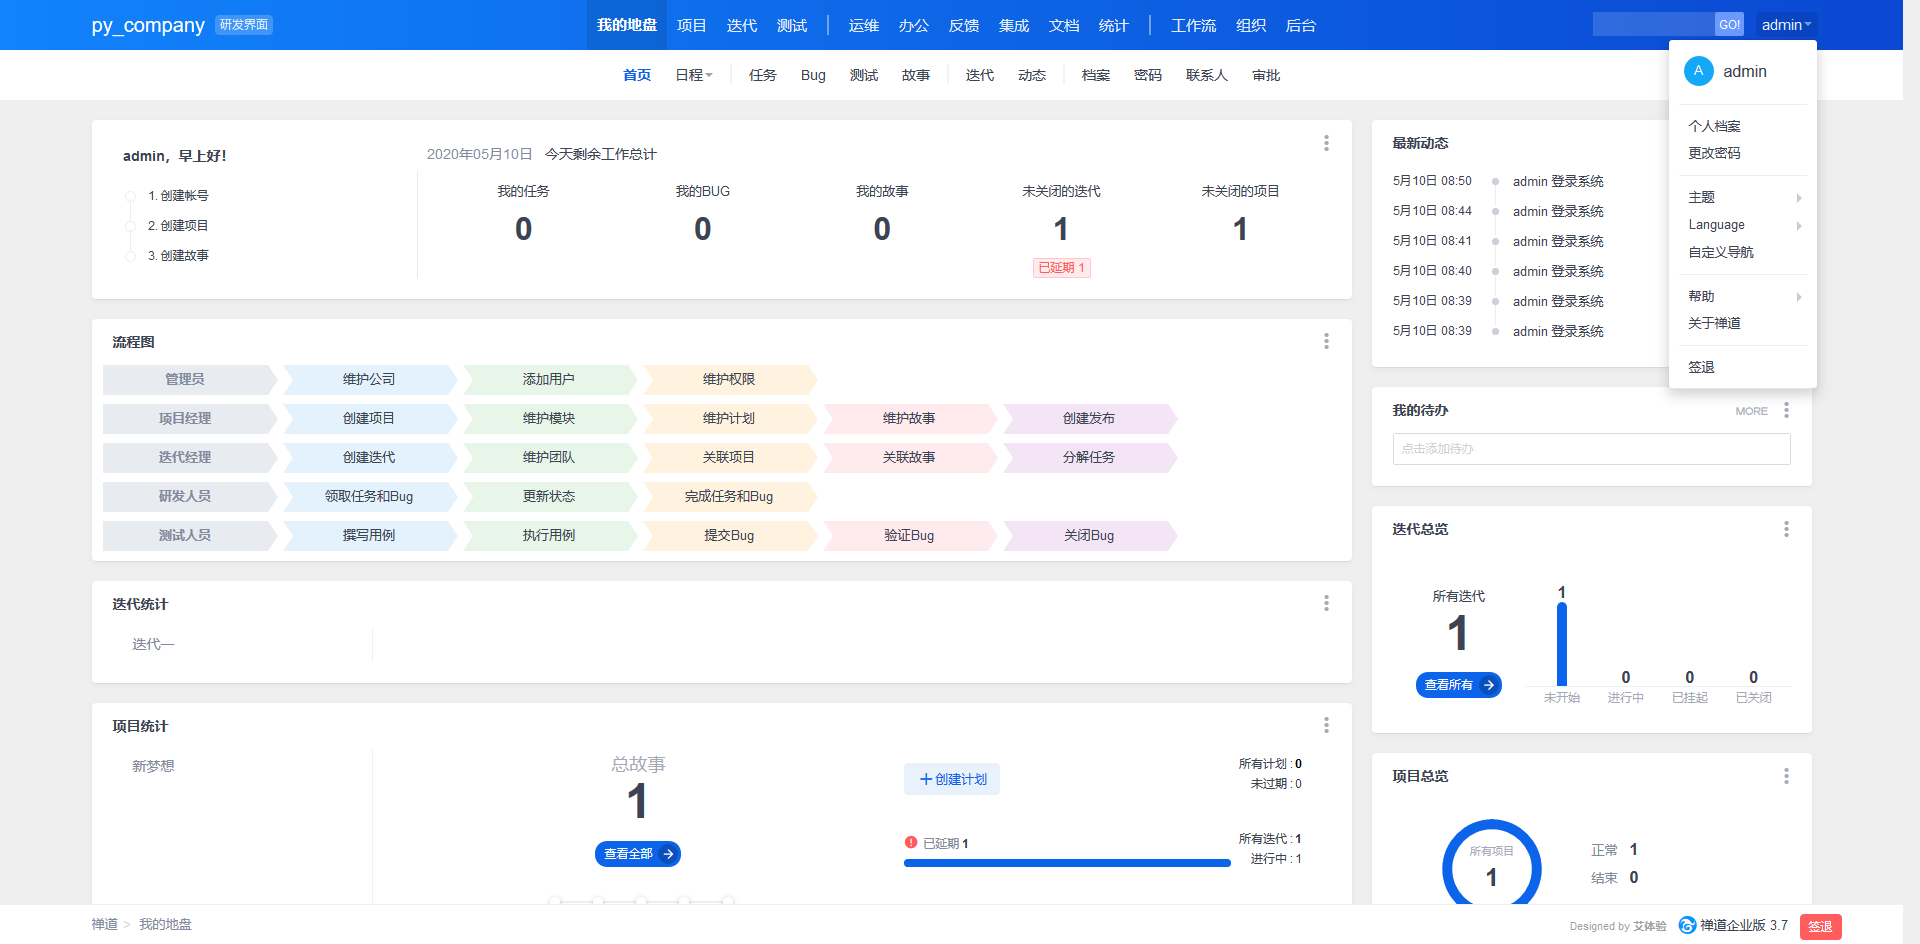 py_company 研发界面 我的地盘 项目 迭代 测试 运维 办公 反馈 集成 文档 统计 工作流 组织 后台 GO! admin
首页 日程 任务 Bug 测试 故事 迭代 动态 档案 密码 联系人 审批
A admin
个人档案
更改密码
主题
Language
自定义导航
帮助
关于禅道
签退
admin，早上好！
1. 创建帐号
2. 创建项目
3. 创建故事
2020年05月10日 今天剩余工作总计
我的任务 我的BUG 我的故事 未关闭的迭代 未关闭的项目
0 0 0 1 1
已延期 1
最新动态
5月10日 08:50 admin 登录系统
5月10日 08:44 admin 登录系统
5月10日 08:41 admin 登录系统
5月10日 08:40 admin 登录系统
5月10日 08:39 admin 登录系统
5月10日 08:39 admin 登录系统
流程图
管理员 维护公司 添加用户 维护权限
项目经理 创建项目 维护模块 维护计划 维护故事 创建发布
迭代经理 创建迭代 维护团队 关联项目 关联故事 分解任务
研发人员 领取任务和Bug 更新状态 完成任务和Bug
测试人员 撰写用例 执行用例 提交Bug 验证Bug 关闭Bug
我的待办 MORE
点击添加待办
迭代总览
所有迭代
1
查看所有
1 0 0 0
未开始 进行中 已挂起 已关闭
迭代统计
迭代一
项目统计
新梦想
总故事
1
查看全部
创建计划
所有计划 : 0
未过期 : 0
已延期 1
所有迭代 : 1
进行中 : 1
项目总览
所有项目
1
正常 1
结束 0
禅道 > 我的地盘
Designed by 艾体验 禅道企业版 3.7 签退